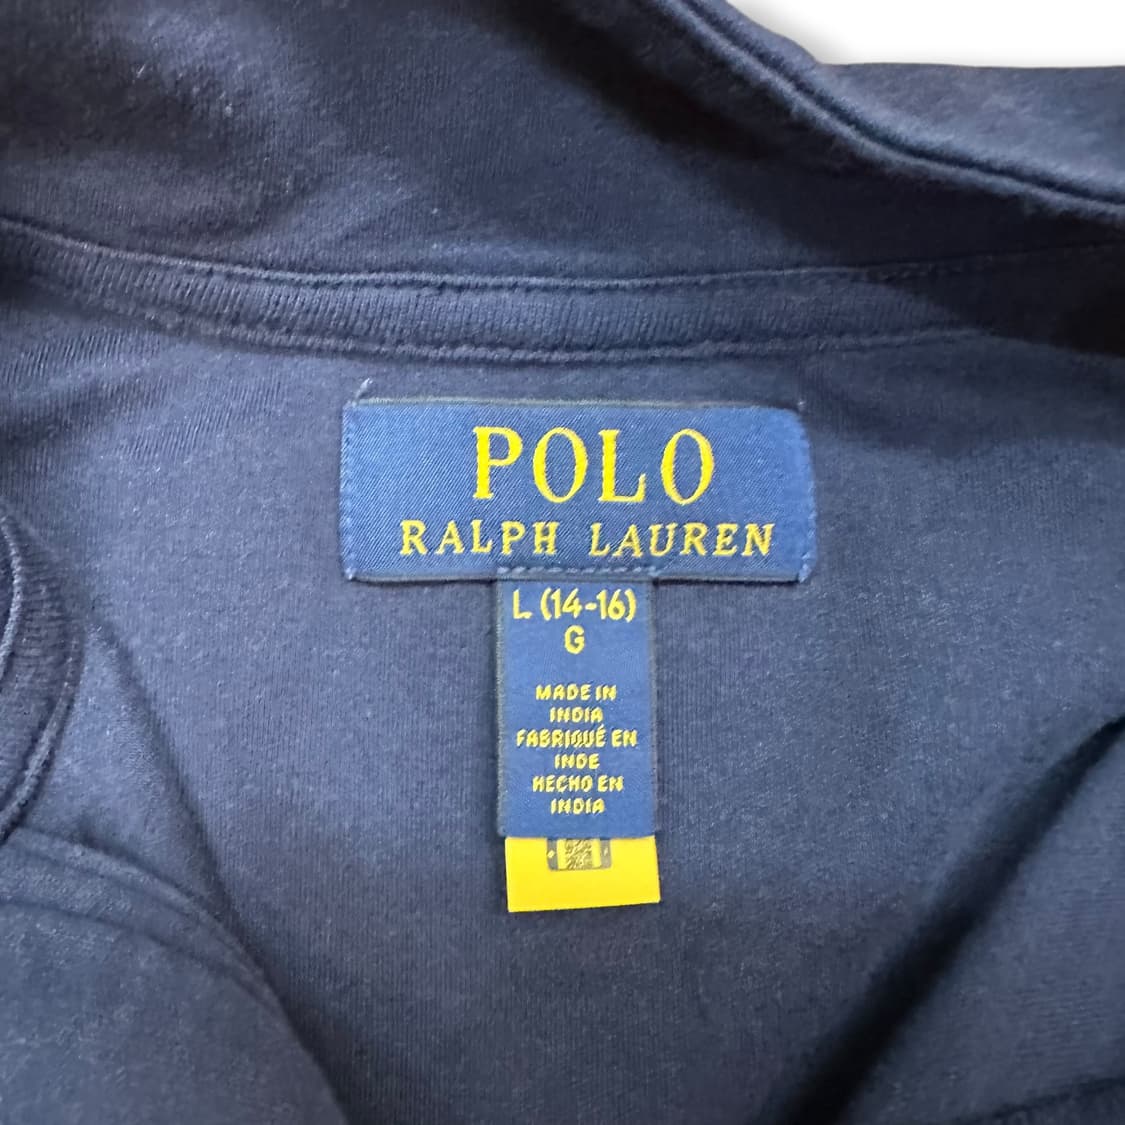 POLO
RALPH LAUREN
L (14-16)
G
MADE IN
INDIA
FABRIQUÉ EN
INDE
HECHO EN
INDIA